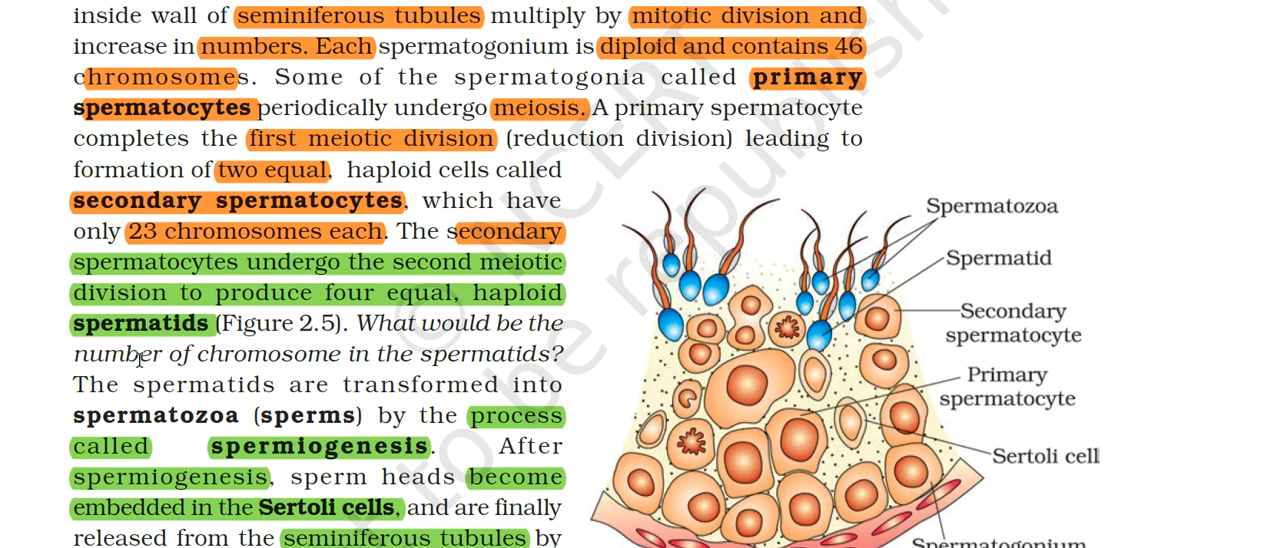 inside wall of seminiferous tubules multiply by mitotic division and
increase in numbers. Each spermatogonium is diploid and contains 46
chromosomes. Some of the spermatogonia called primary
spermatocytes periodically undergo meiosis. A primary spermatocyte
completes the first meiotic division (reduction division) leading to
formation of two equal, haploid cells called
secondary spermatocytes, which have
only 23 chromosomes each. The secondary
spermatocytes undergo the second meiotic
division to produce four equal, haploid
spermatids (Figure 2.5). What would be the
number of chromosome in the spermatids?
The spermatids are transformed into
spermatozoa (sperms) by the process
called spermiogenesis. After
spermiogenesis, sperm heads become
embedded in the Sertoli cells, and are finally
released from the seminiferous tubules by
Spermatozoa
Spermatid
Secondary
spermatocyte
Primary
spermatocyte
Sertoli cell
Spermatogonium
© NCERT
to be republish